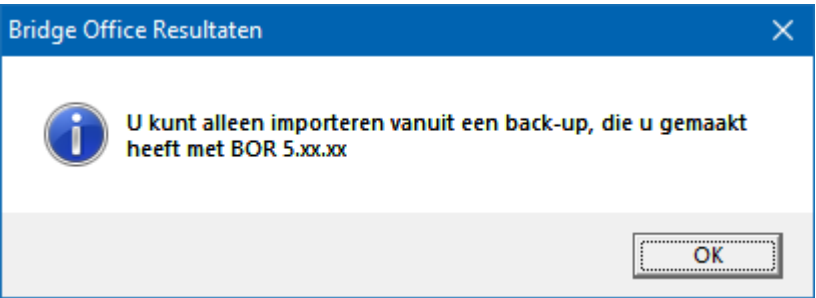 Bridge Office Resultaten
U kunt alleen importeren vanuit een back-up, die u gemaakt
heeft met BOR 5.xx.xx
OK